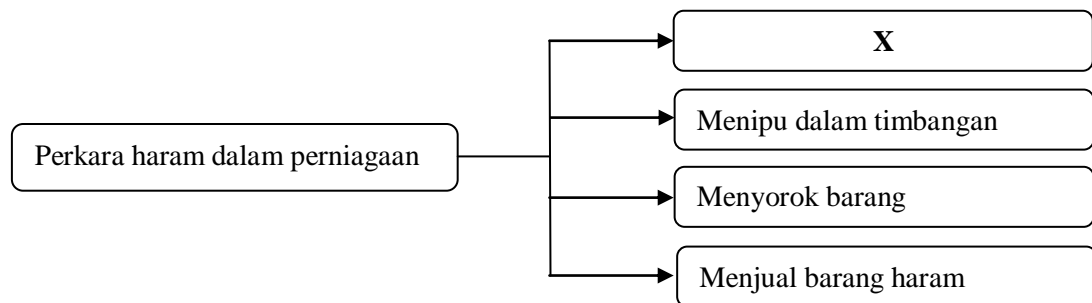 X
Menipu dalam timbangan
Perkara haram dalam perniagaan
Menyorok barang
Menjual barang haram